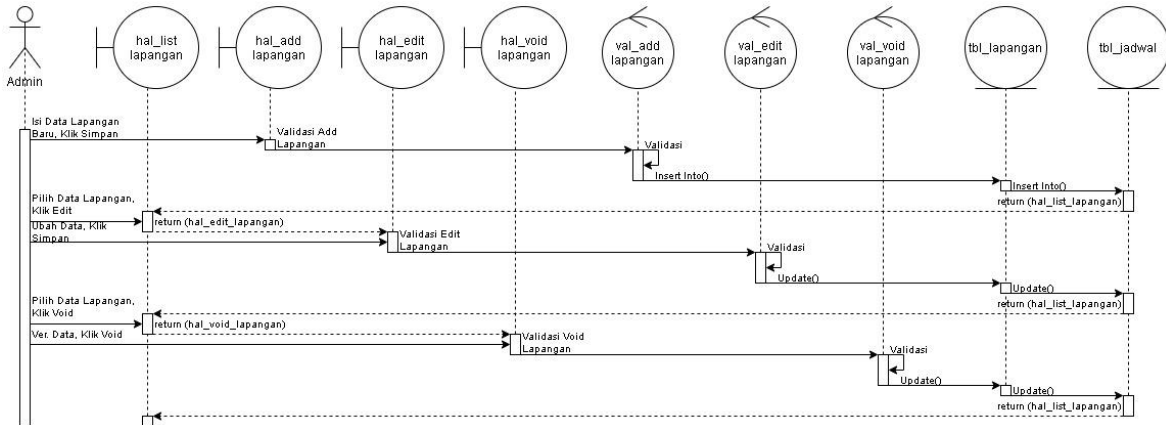 hal_list
lapangan
hal_add
lapangan
hal_edit
lapangan
hal_void
lapangan
val_add
lapangan
val_edit
lapangan
val_void
lapangan
tbl_lapangan
tbl_jadwal
Admin
Isi Data Lapangan
Baru, Klik Simpan
Validasi Add
Lapangan
Validasi
Insert Into()
Insert Into()
return (hal_list_lapangan)
Pilih Data Lapangan,
Klik Edit
return (hal_edit_lapangan)
Ubah Data, Klik
Simpan
Validasi Edit
Lapangan
Validasi
Update()
Update()
return (hal_list_lapangan)
Pilih Data Lapangan,
Klik Void
return (hal_void_lapangan)
Ver. Data, Klik Void
Validasi Void
Lapangan
Validasi
Update()
Update()
return (hal_list_lapangan)